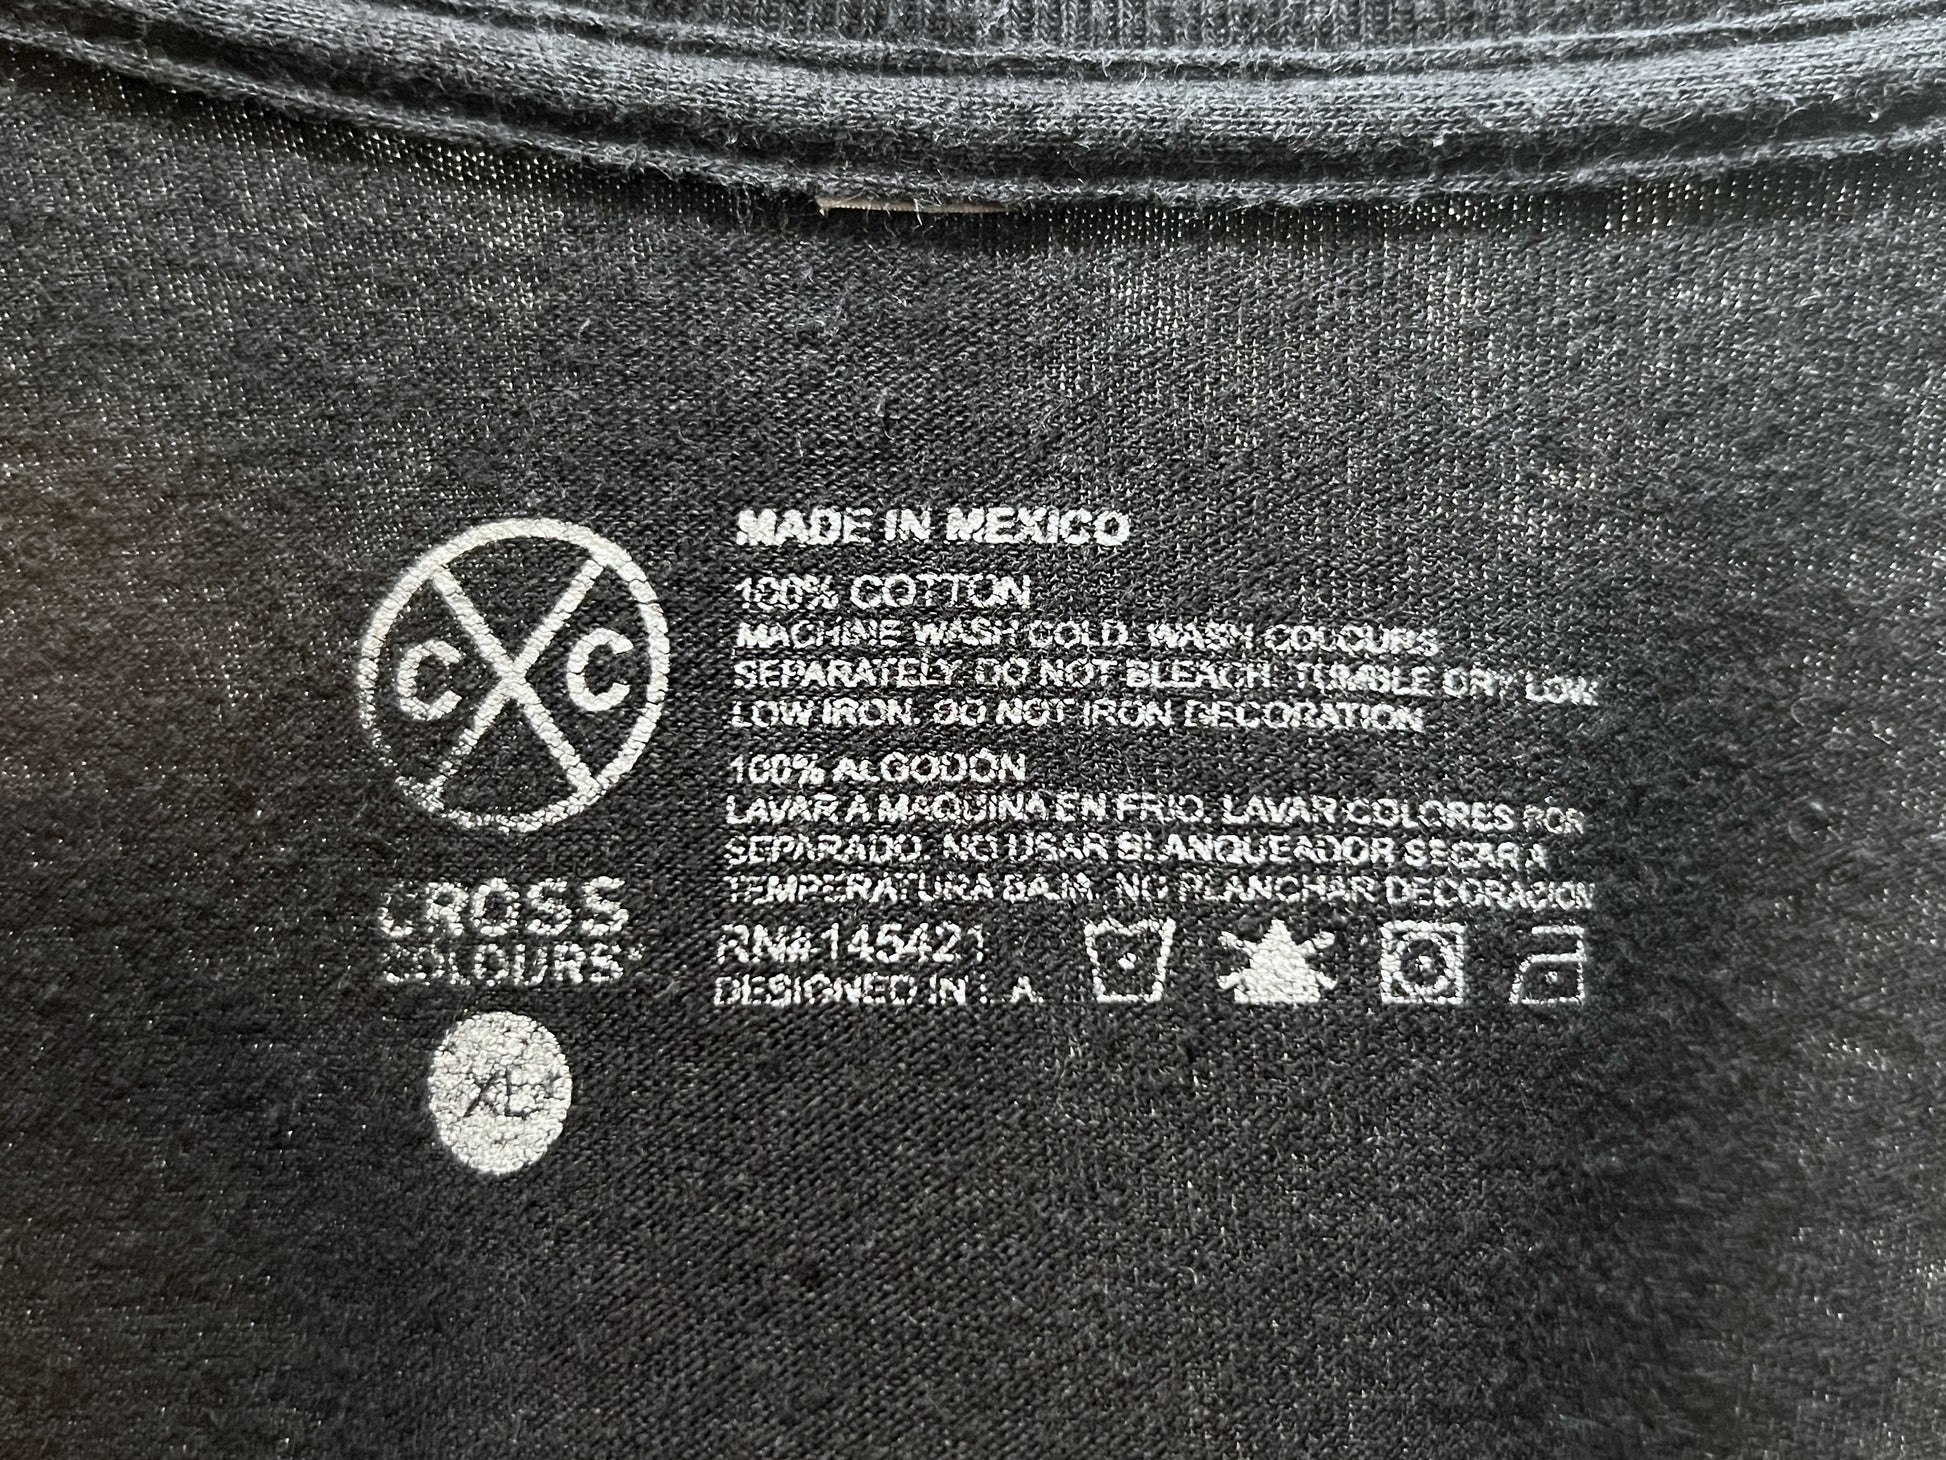 C C
CROSS
COLOURS
XL
MADE IN MEXICO
100% COTTON
MACHINE WASH COLD. WASH COLOURS
SEPARATELY. DO NOT BLEACH. TUMBLE DRY LOW.
LOW IRON. DO NOT IRON DECORATION
100% ALGODÓN
LAVAR A MAQUINA EN FRIO. LAVAR COLORES POR
SEPARADO. NO USAR BLANQUEADOR SECAR A
TEMPERATURA BAJA. NO PLANCHAR DECORACION
RN#145421
DESIGNED IN L.A.